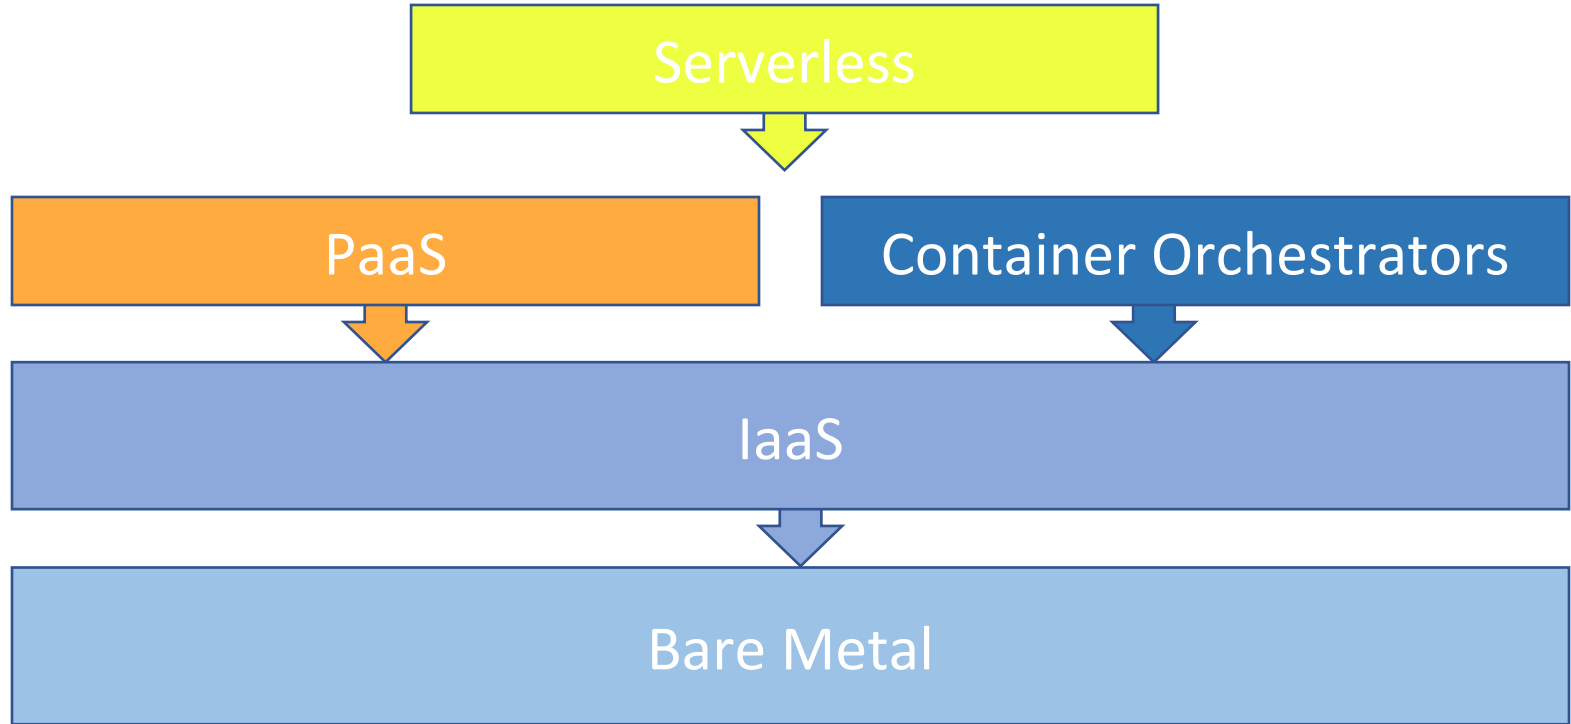 Serverless
PaaS
Container Orchestrators
IaaS
Bare Metal